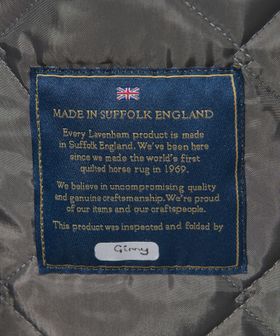 MADE IN SUFFOLK ENGLAND
Every Lavenham product is made
in Suffolk England. We've been here
since we made the world's first
quilted horse rug in 1969.
We believe in uncompromising quality
and genuine craftsmanship. We're proud
of our items and our craftspeople.
This product was inspected and folded by
Ginny